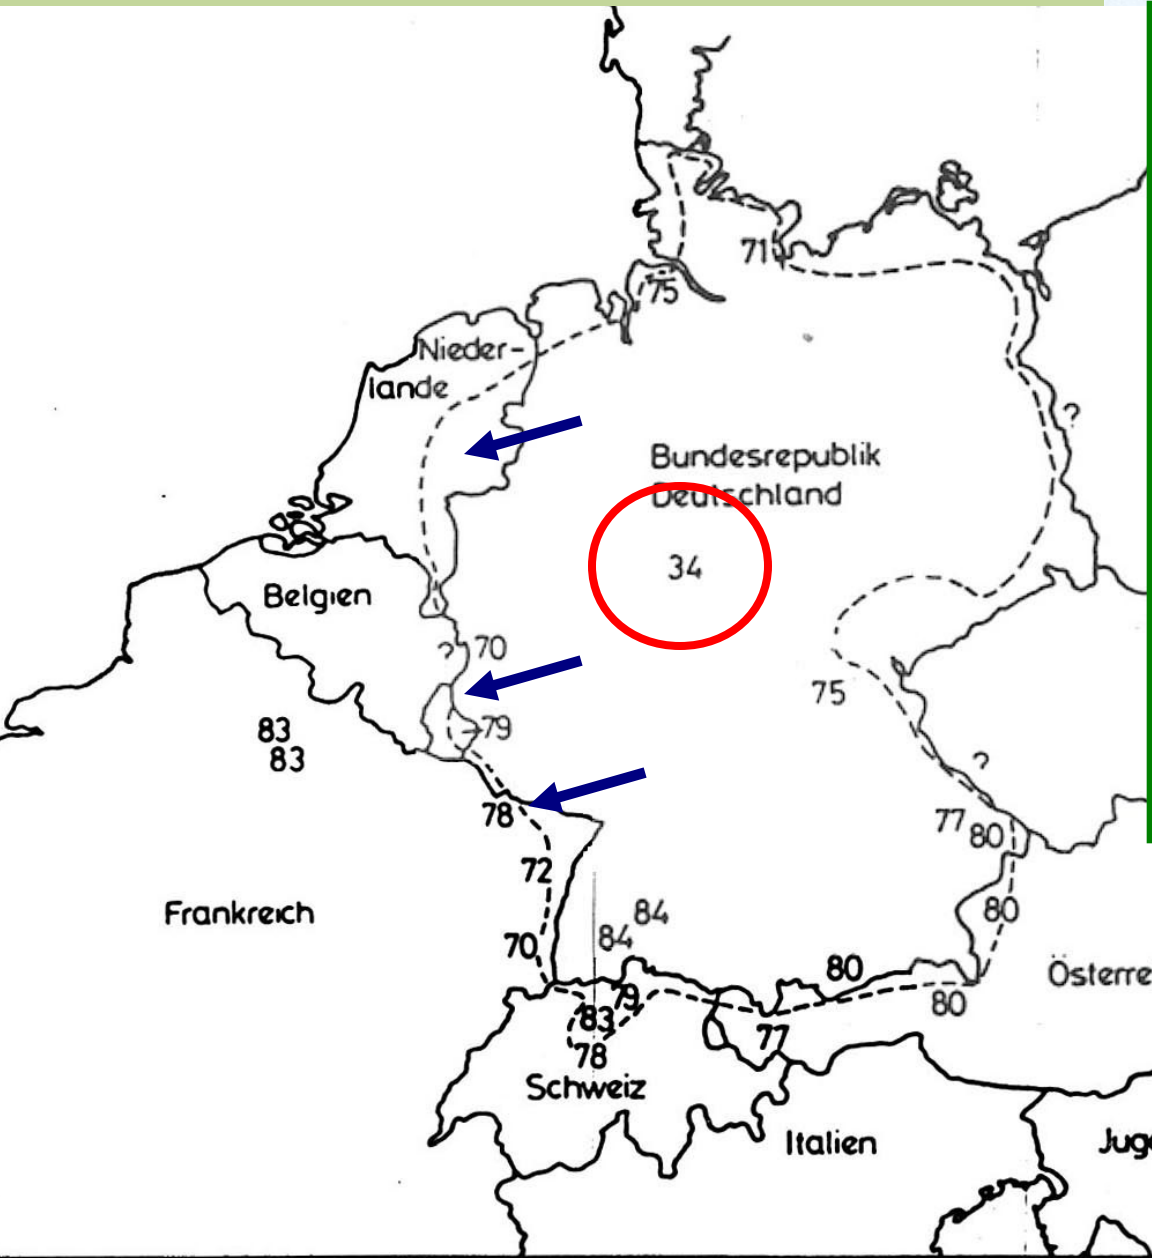 71
75
Nieder-
lande
?
Bundesrepublik
Deutschland
34
Belgien
? 70
75
79
83
83
?
78
77 80
72
84
80
Frankreich
84
70
80
Österre
79
80
83
77
78
Schweiz
Italien
Jug